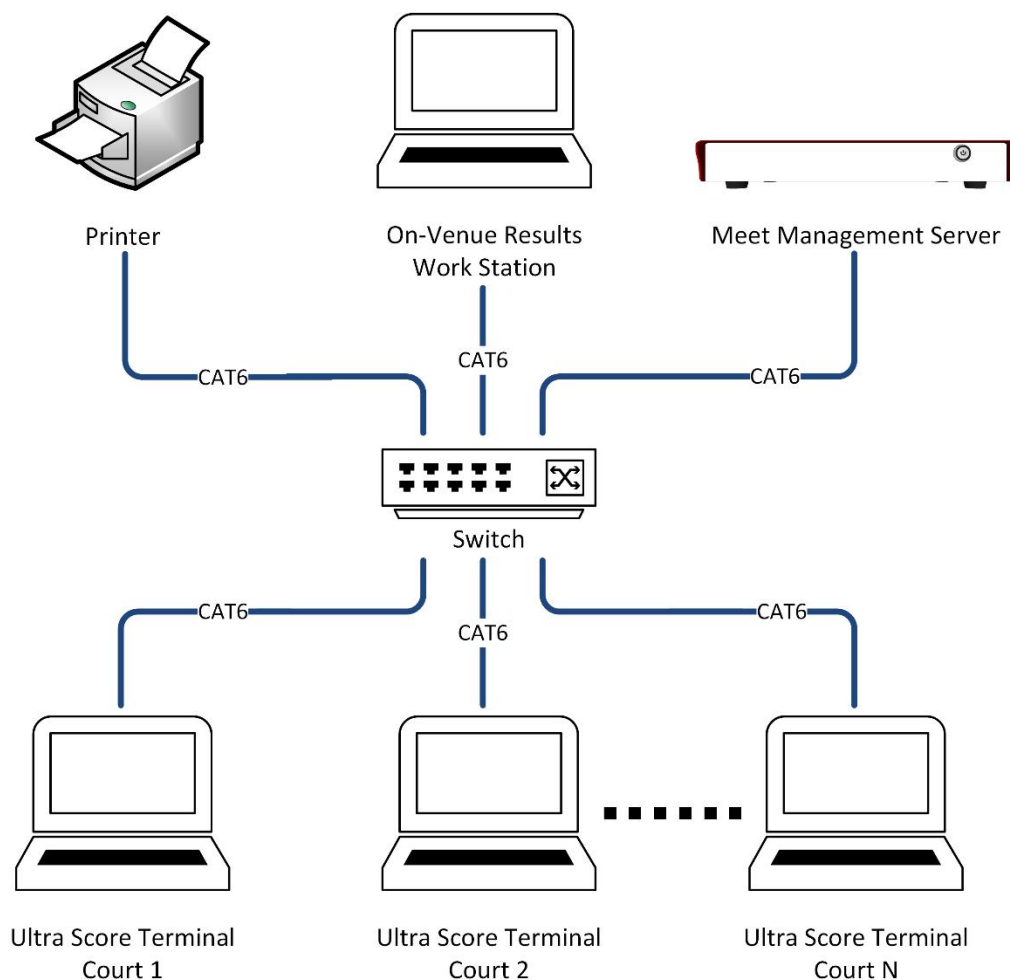 Printer
On-Venue Results
Work Station
Meet Management Server
CAT6
CAT6
CAT6
Switch
CAT6
CAT6
CAT6
Ultra Score Terminal
Court 1
Ultra Score Terminal
Court 2
Ultra Score Terminal
Court N